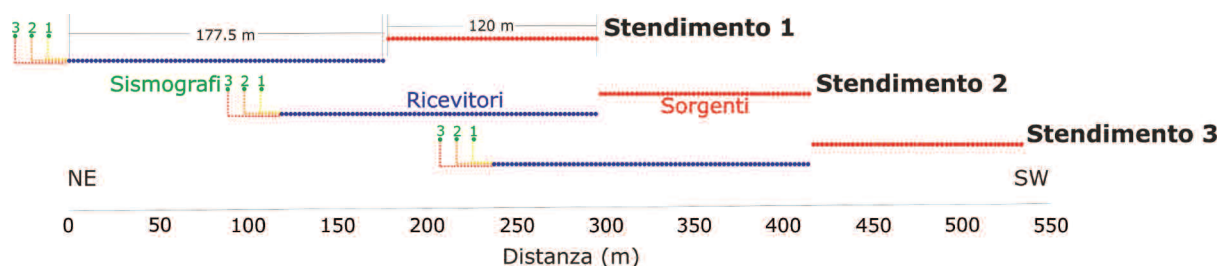 3 2 1
177.5 m
120 m
Stendimento 1
Sismografi
3 2 1
Ricevitori
Sorgenti
Stendimento 2
3 2 1
Stendimento 3
NE
SW
0 50 100 150 200 250 300 350 400 450 500 550
Distanza (m)